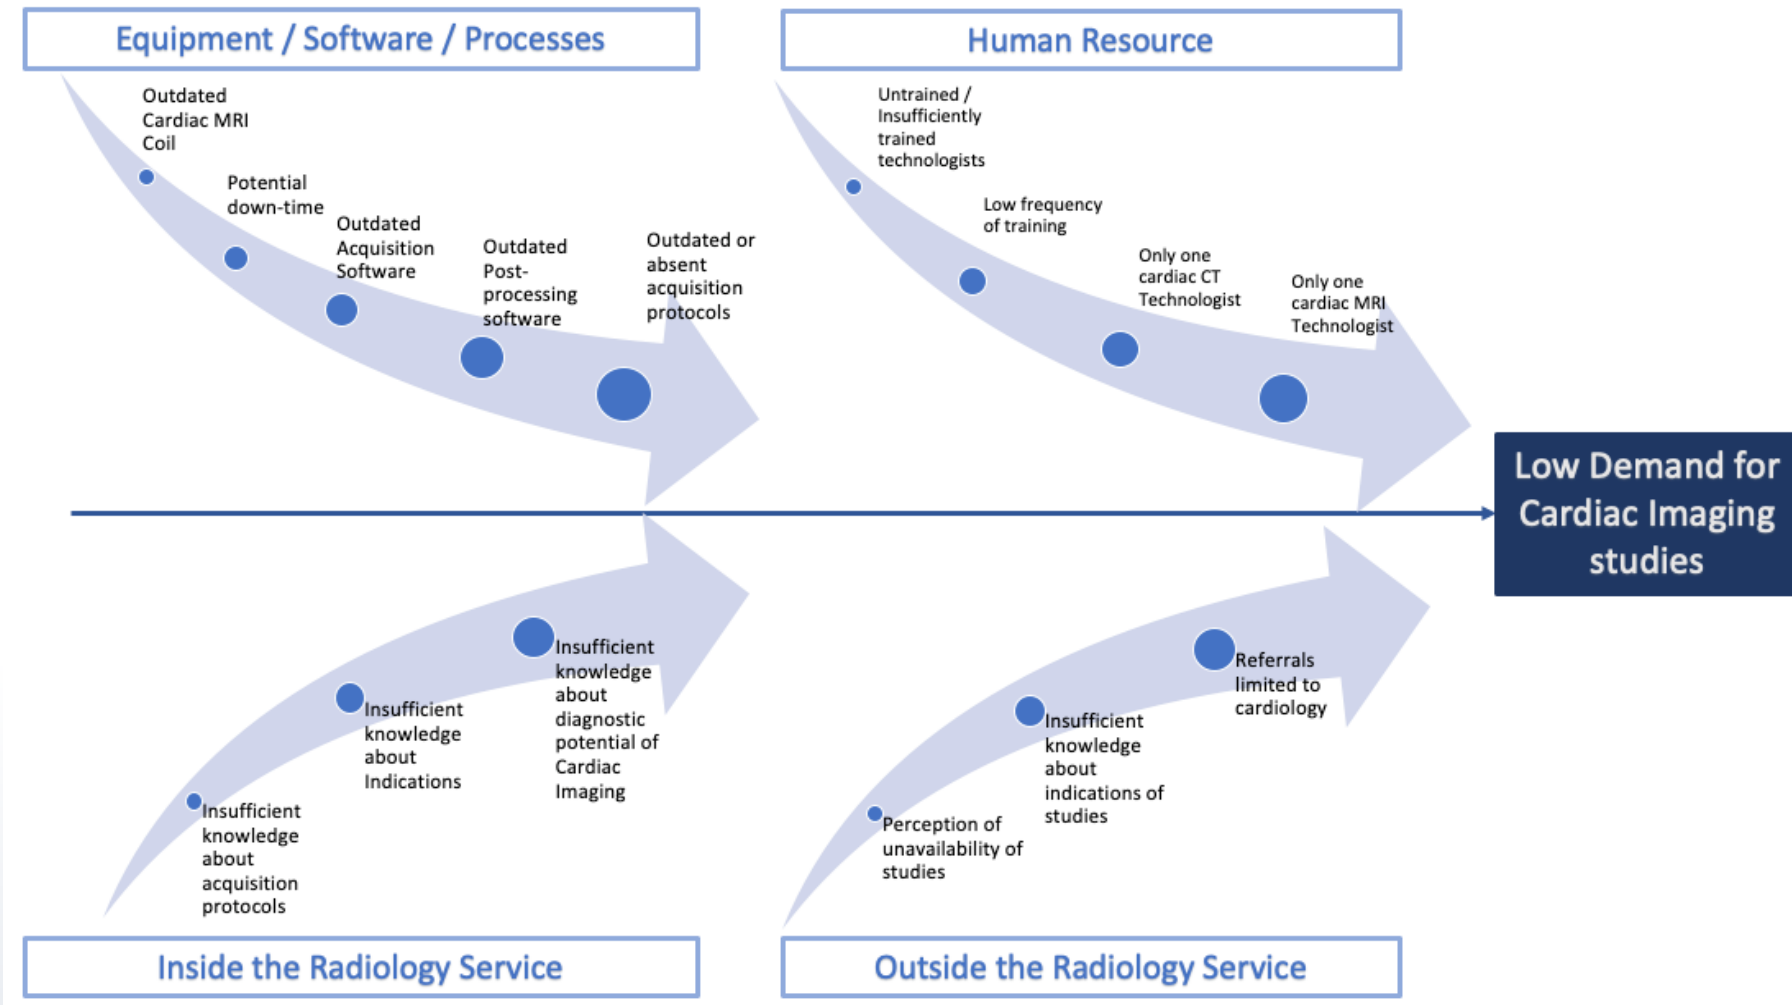 Equipment / Software / Processes
Outdated
Cardiac MRI
Coil
Potential
down-time
Outdated
Acquisition
Software
Outdated
Post-
processing
software
Outdated or
absent
acquisition
protocols
Human Resource
Untrained /
Insufficiently
trained
technologists
Low frequency
of training
Only one
cardiac CT
Technologist
Only one
cardiac MRI
Technologist
Low Demand for
Cardiac Imaging
studies
Insufficient
knowledge
about
acquisition
protocols
Insufficient
knowledge
about
Indications
Insufficient
knowledge
about
diagnostic
potential of
Cardiac
Imaging
Inside the Radiology Service
Perception of
unavailability of
studies
Insufficient
knowledge
about
indications of
studies
Referrals
limited to
cardiology
Outside the Radiology Service